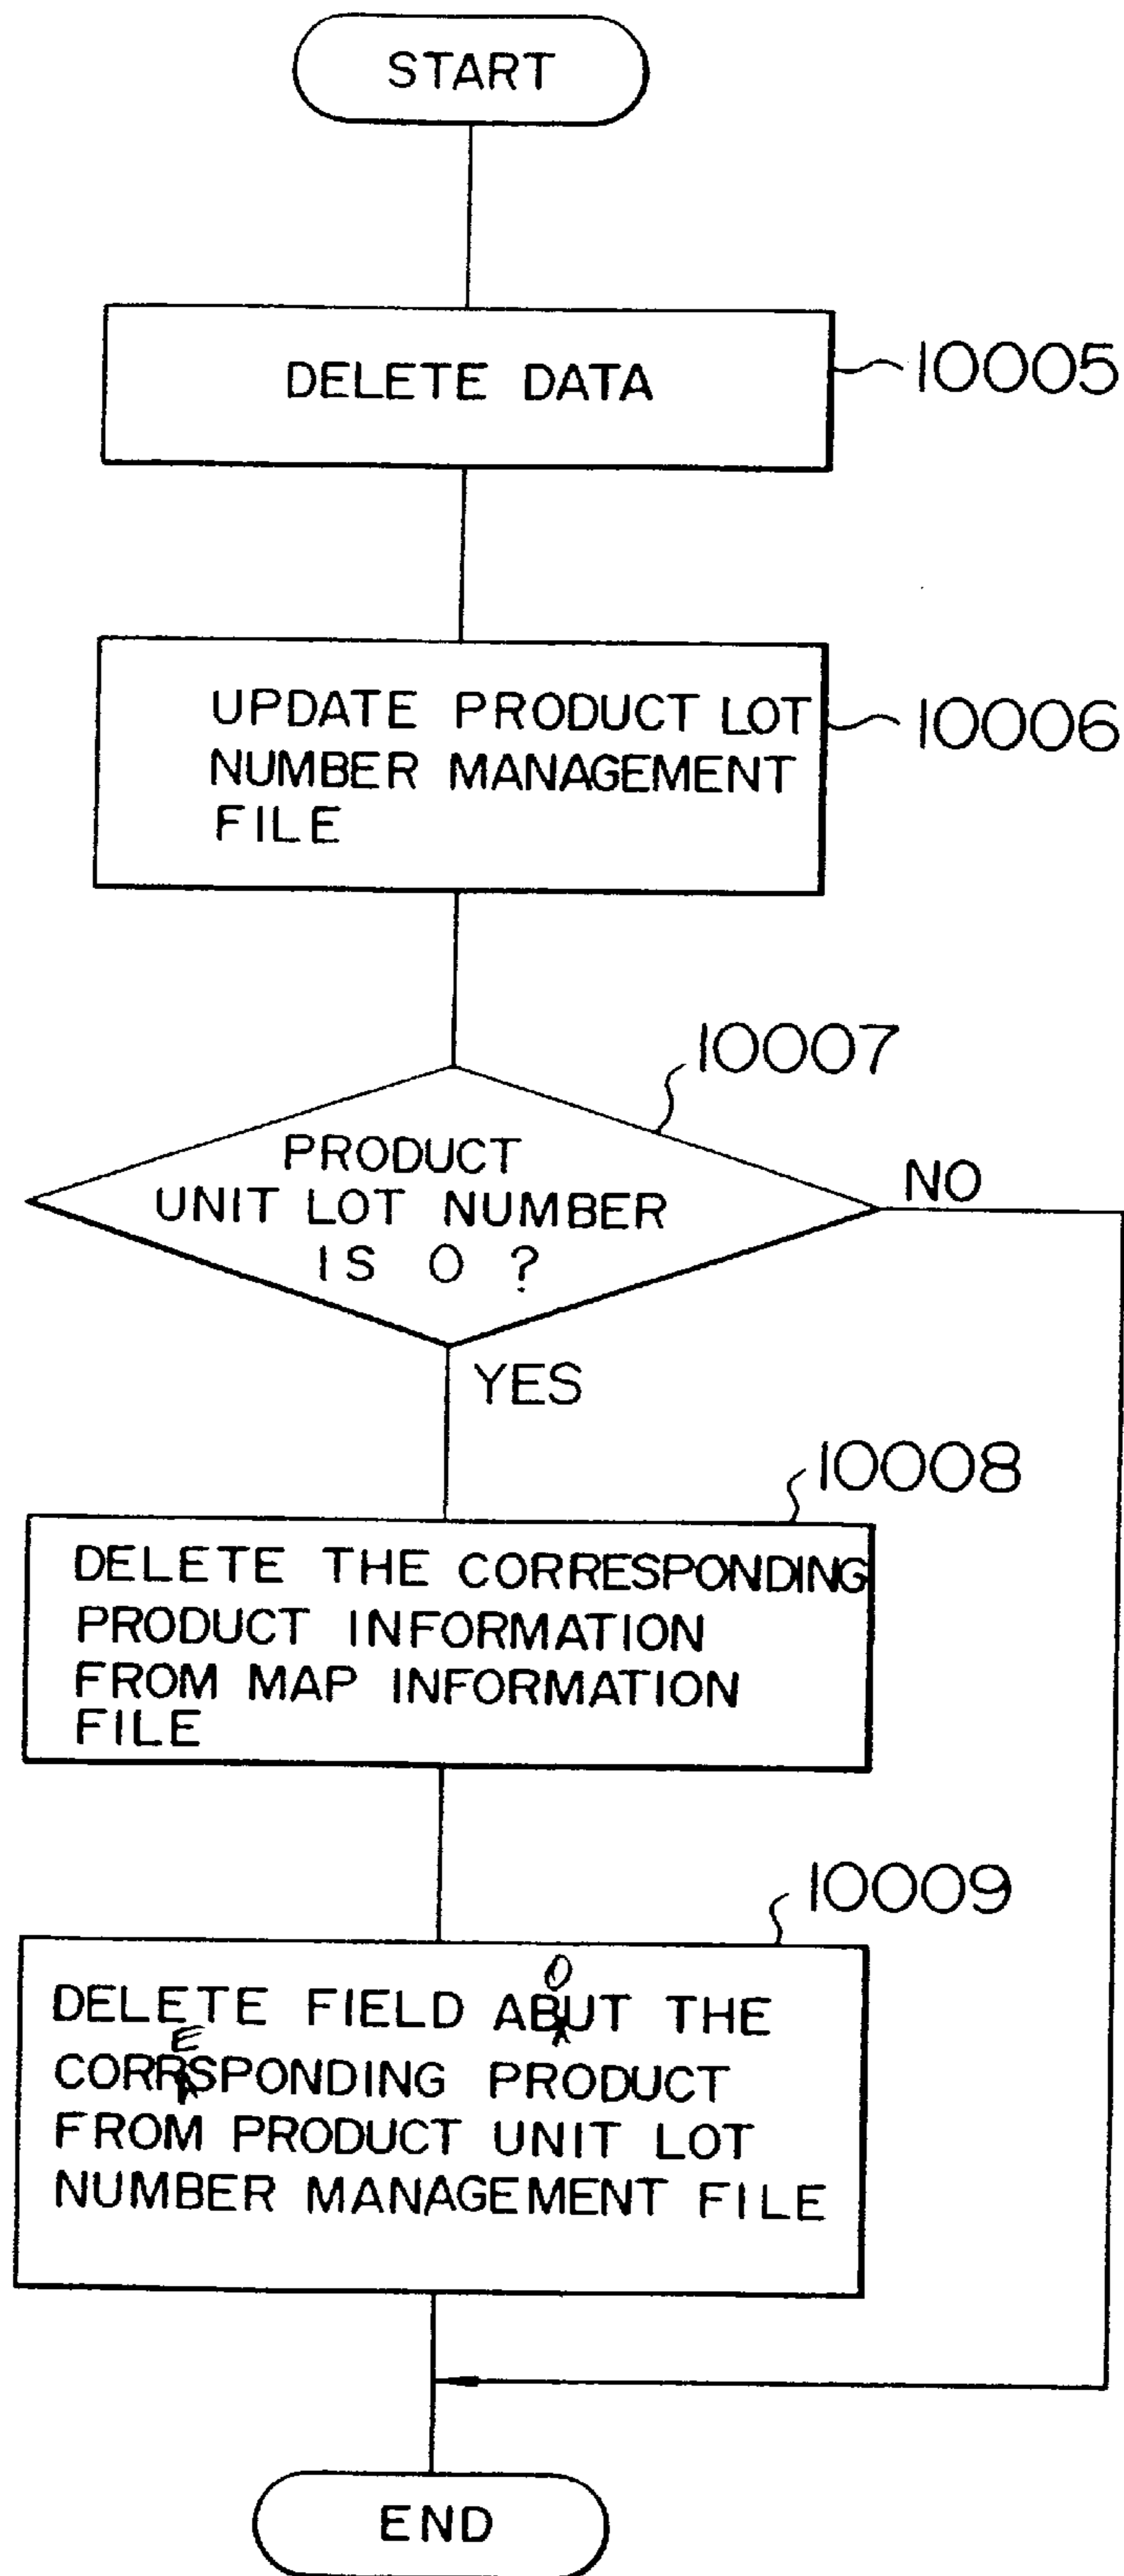 START
DELETE DATA
10005
UPDATE PRODUCT LOT
NUMBER MANAGEMENT
FILE
10006
10007
PRODUCT
UNIT LOT NUMBER
IS 0 ?
NO
YES
10008
DELETE THE CORRESPONDING
PRODUCT INFORMATION
FROM MAP INFORMATION
FILE
10009
DELETE FIELD ABOUT THE
CORRESPONDING PRODUCT
FROM PRODUCT UNIT LOT
NUMBER MANAGEMENT FILE
END